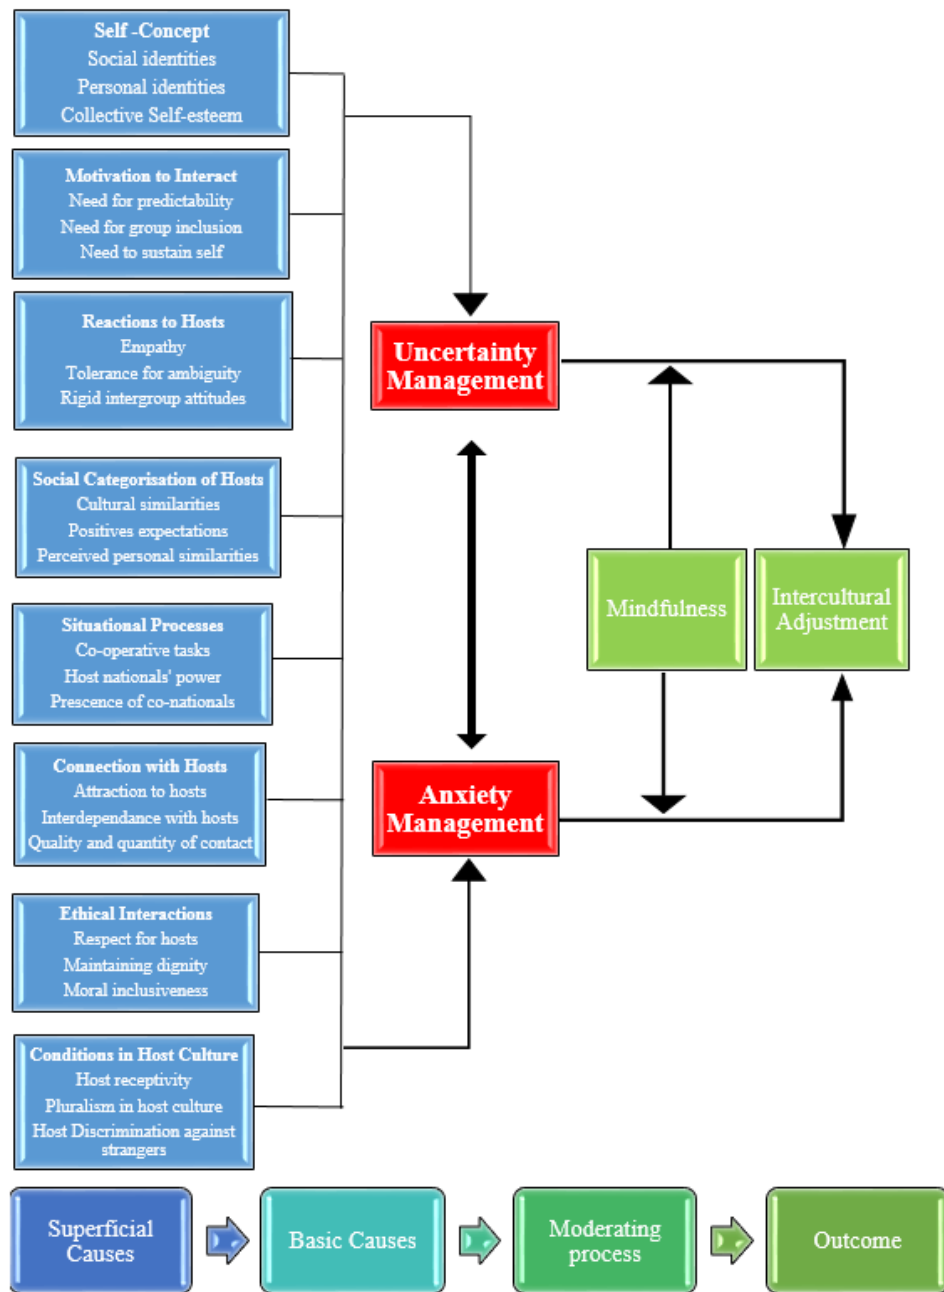 Self -Concept
Social identities
Personal identities
Collective Self-esteem
Motivation to Interact
Need for predictability
Need for group inclusion
Need to sustain self
Reactions to Hosts
Empathy
Tolerance for ambiguity
Rigid intergroup attitudes
Social Categorisation of Hosts
Cultural similarities
Positives expectations
Perceived personal similarities
Situational Processes
Co-operative tasks
Host nationals' power
Prescence of co-nationals
Connection with Hosts
Attraction to hosts
Interdependance with hosts
Quality and quantity of contact
Ethical Interactions
Respect for hosts
Maintaining dignity
Moral inclusiveness
Conditions in Host Culture
Host receptivity
Pluralism in host culture
Host Discrimination against
strangers
Uncertainty
Management
Anxiety
Management
Mindfulness
Intercultural
Adjustment
Superficial
Causes
Basic Causes
Moderating
process
Outcome